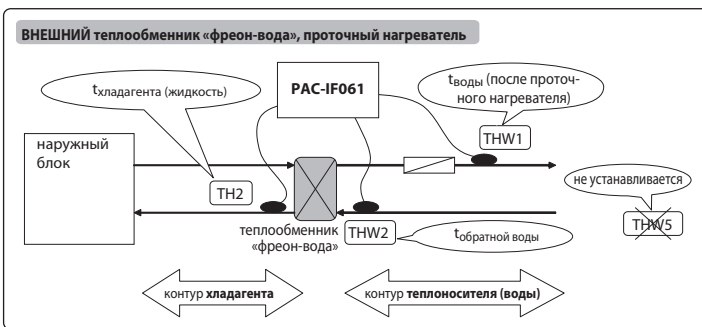 ВНЕШНИЙ теплообменник «фреон-вода», проточный нагреватель
tхладагента (жидкость)
PAC-IF061
tводы (после проточ-
ного нагревателя)
THW1
наружный
блок
TH2
не устанавливается
THW5
теплообменник
«фреон-вода»
THW2
tобратной воды
контур хладагента
контур теплоносителя (воды)